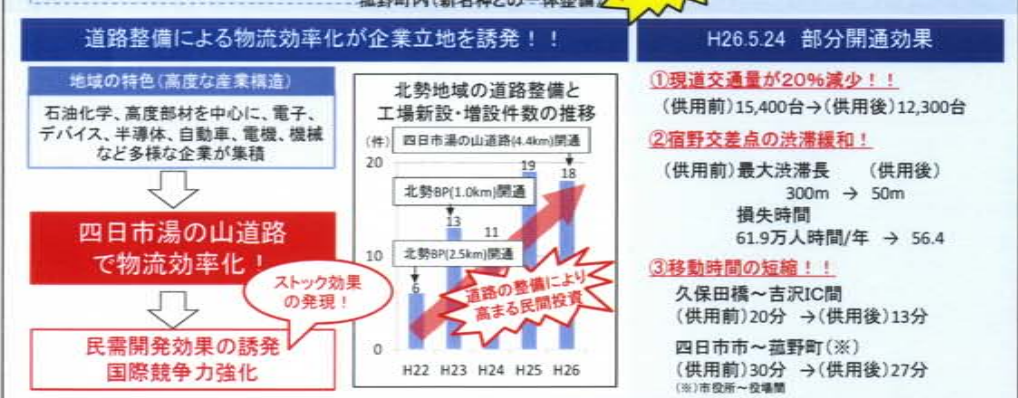 菰野町内（新名神との一体整備）
道路整備による物流効率化が企業立地を誘発！！
地域の特色（高度な産業構造）
石油化学、高度部材を中心に、電子、
デバイス、半導体、自動車、電機、機械
など多様な企業が集積
四日市湯の山道路
で物流効率化！
ストック効果
の発現！
民需開発効果の誘発
国際競争力強化
北勢地域の道路整備と
工場新設・増設件数の推移
（件）
四日市湯の山道路(4.4km)開通
20
19
18
北勢BP(1.0km)開通
13
11
10
北勢BP(2.5km)開通
6
道路の整備により
高まる民間投資
0
H22 H23 H24 H25 H26
H26.5.24 部分開通効果
①現道交通量が20%減少！！
（供用前）15,400台→（供用後）12,300台
②宿野交差点の渋滞緩和！
（供用前）最大渋滞長 （供用後）
300m → 50m
損失時間
61.9万人時間/年 → 56.4
③移動時間の短縮！！
久保田橋～吉沢IC間
（供用前）20分 →（供用後）13分
四日市市～菰野町（※）
（供用前）30分 →（供用後）27分
（※）市役所～役場間